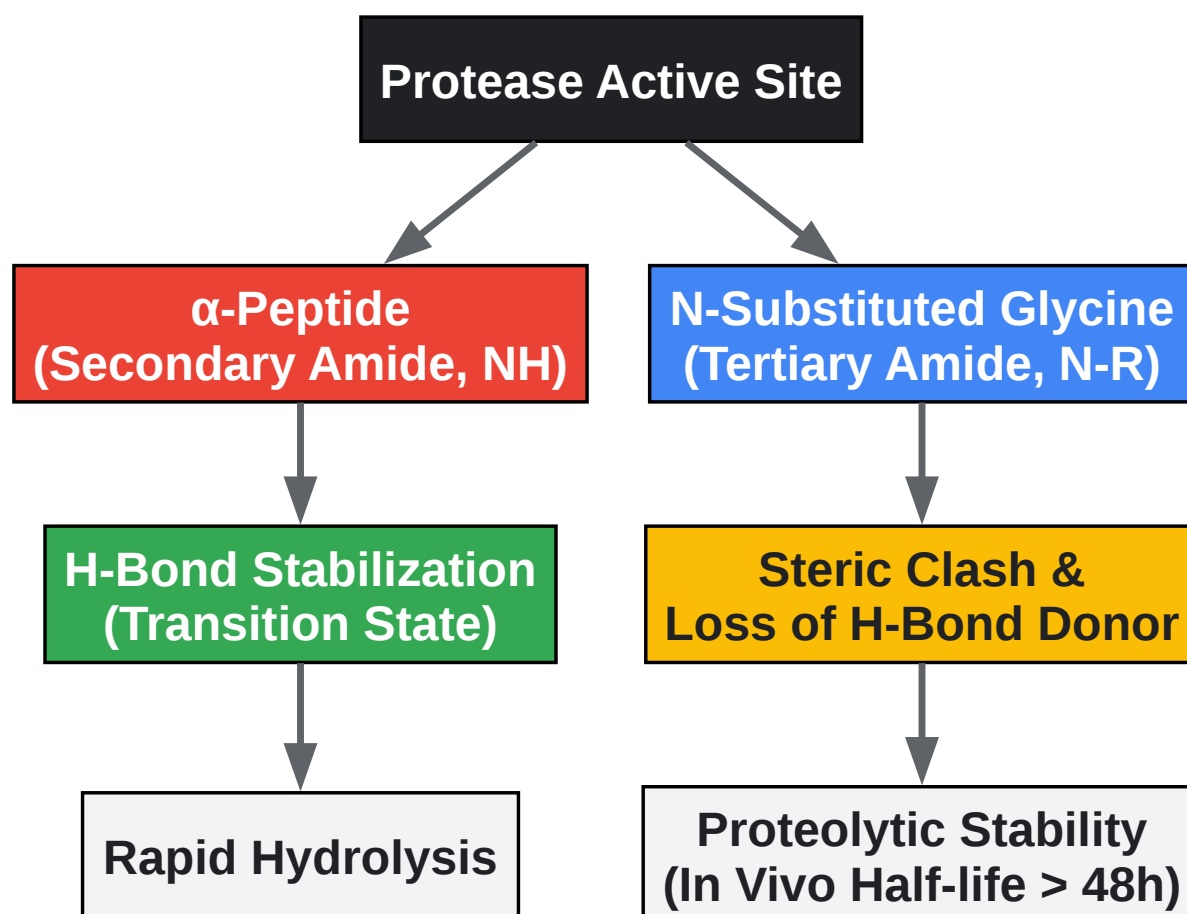 Protease Active Site
α-Peptide
(Secondary Amide, NH)
N-Substituted Glycine
(Tertiary Amide, N-R)
H-Bond Stabilization
(Transition State)
Steric Clash &
Loss of H-Bond Donor
Rapid Hydrolysis
Proteolytic Stability
(In Vivo Half-life > 48h)